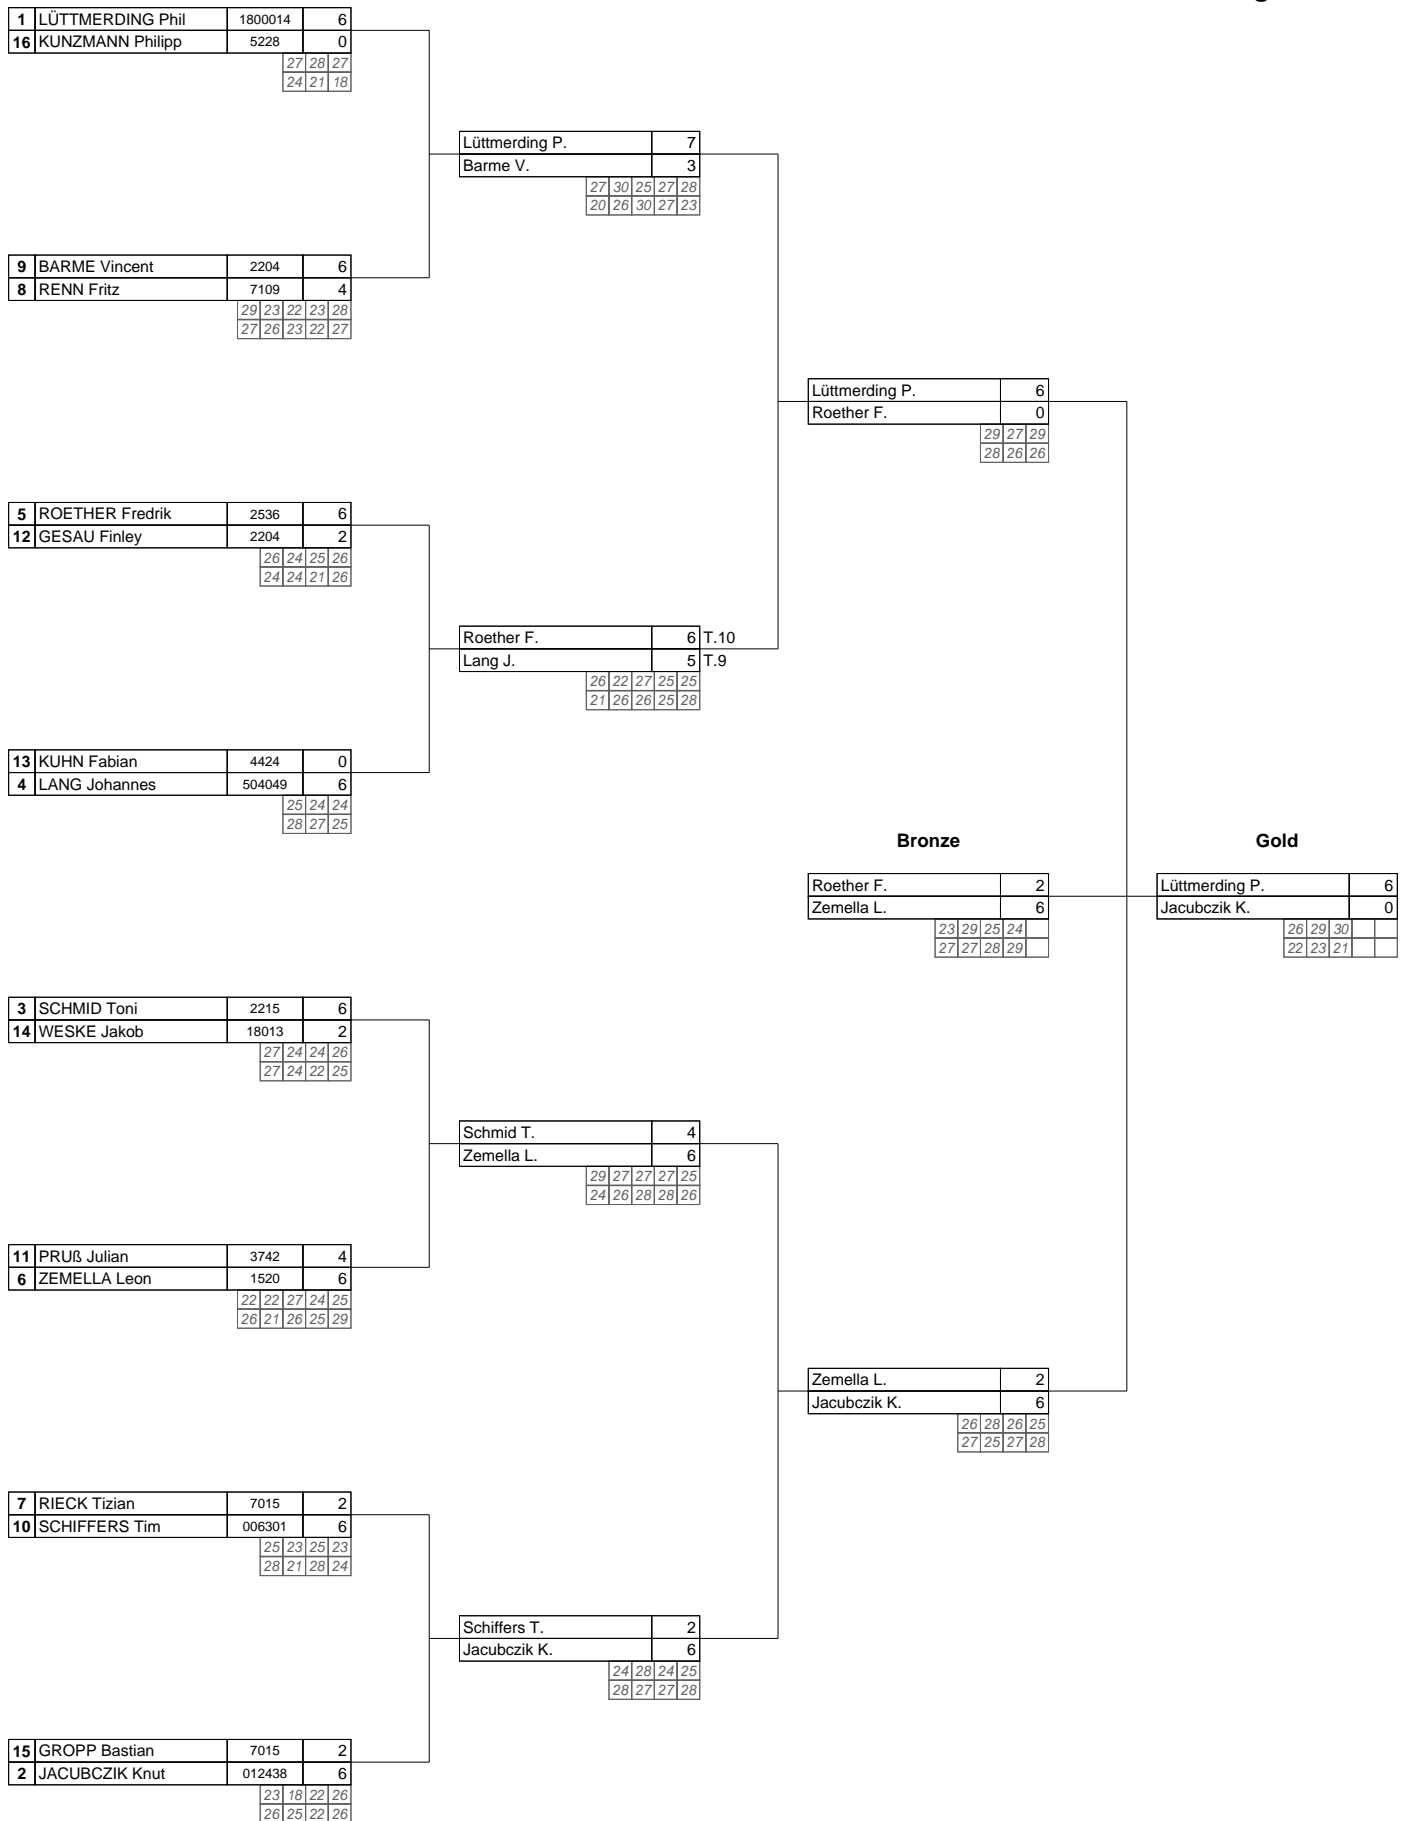 1 LÜTTMERDING Phil 1800014 6
16 KUNZMANN Philipp 5228 0
27 28 27
24 21 18
Lüttmerding P. 7
Barme V. 3
27 30 25 27 28
20 26 30 27 23
9 BARME Vincent 2204 6
8 RENN Fritz 7109 4
29 23 22 23 28
27 26 23 22 27
Lüttmerding P. 6
Roether F. 0
29 27 29
28 26 26
5 ROETHER Fredrik 2536 6
12 GESAU Finley 2204 2
26 24 25 26
24 24 21 26
Roether F. 6 T.10
Lang J. 5 T.9
26 22 27 25 25
21 26 26 25 28
13 KUHN Fabian 4424 0
4 LANG Johannes 504049 6
25 24 24
28 27 25
Bronze Gold
Roether F. 2
Zemella L. 6
23 29 25 24
27 27 28 29
Lüttmerding P. 6
Jacubczik K. 0
26 29 30
22 23 21
3 SCHMID Toni 2215 6
14 WESKE Jakob 18013 2
27 24 24 26
27 24 22 25
Schmid T. 4
Zemella L. 6
29 27 27 27 25
24 26 28 28 26
11 PRUß Julian 3742 4
6 ZEMELLA Leon 1520 6
22 22 27 24 25
26 21 26 25 29
Zemella L. 2
Jacubczik K. 6
26 28 26 25
27 25 27 28
7 RIECK Tizian 7015 2
10 SCHIFFERS Tim 006301 6
25 23 25 23
28 21 28 24
Schiffers T. 2
Jacubczik K. 6
24 28 24 25
28 27 27 28
15 GROPP Bastian 7015 2
2 JACUBCZIK Knut 012438 6
23 18 22 26
26 25 22 26